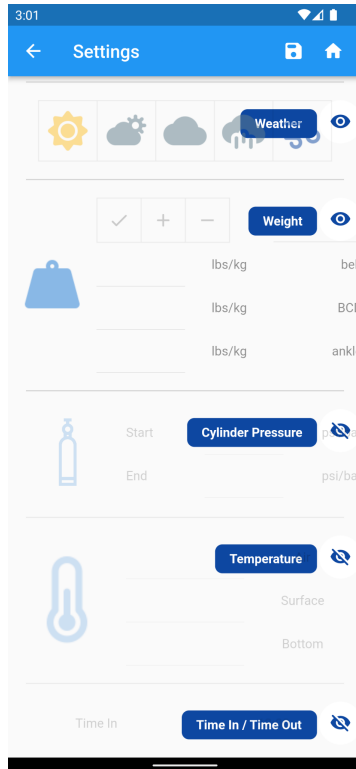 3:01
Settings
Weather
Weight
lbs/kg
lbs/kg
BC
lbs/kg
Start
Cylinder Pressure
End
psi/ba
Temperature
Surface
Bottom
Time In
Time In / Time Out